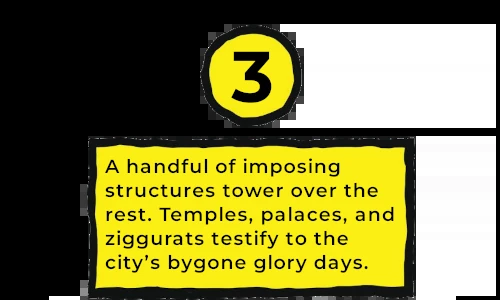 3
A handful of imposing
structures tower over the
rest. Temples, palaces, and
ziggurats testify to the
city’s bygone glory days.